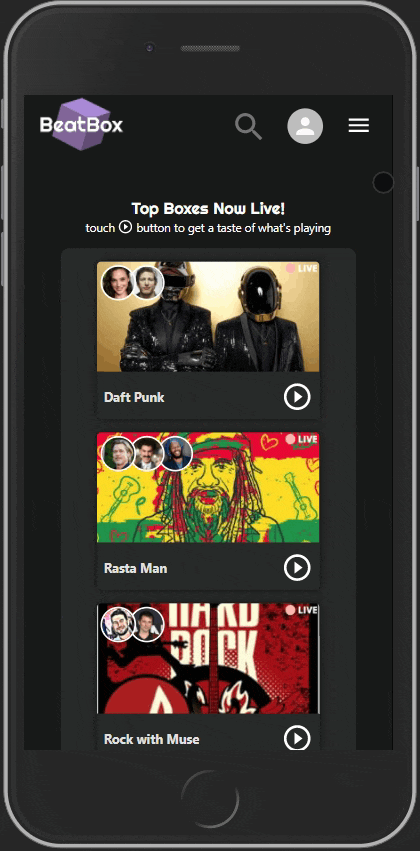 BeatBox
Top Boxes Now Live!
touch button to get a taste of what's playing
LIVE
Daft Punk
LIVE
Rasta Man
LIVE
HARD
ROCK
Rock with Muse